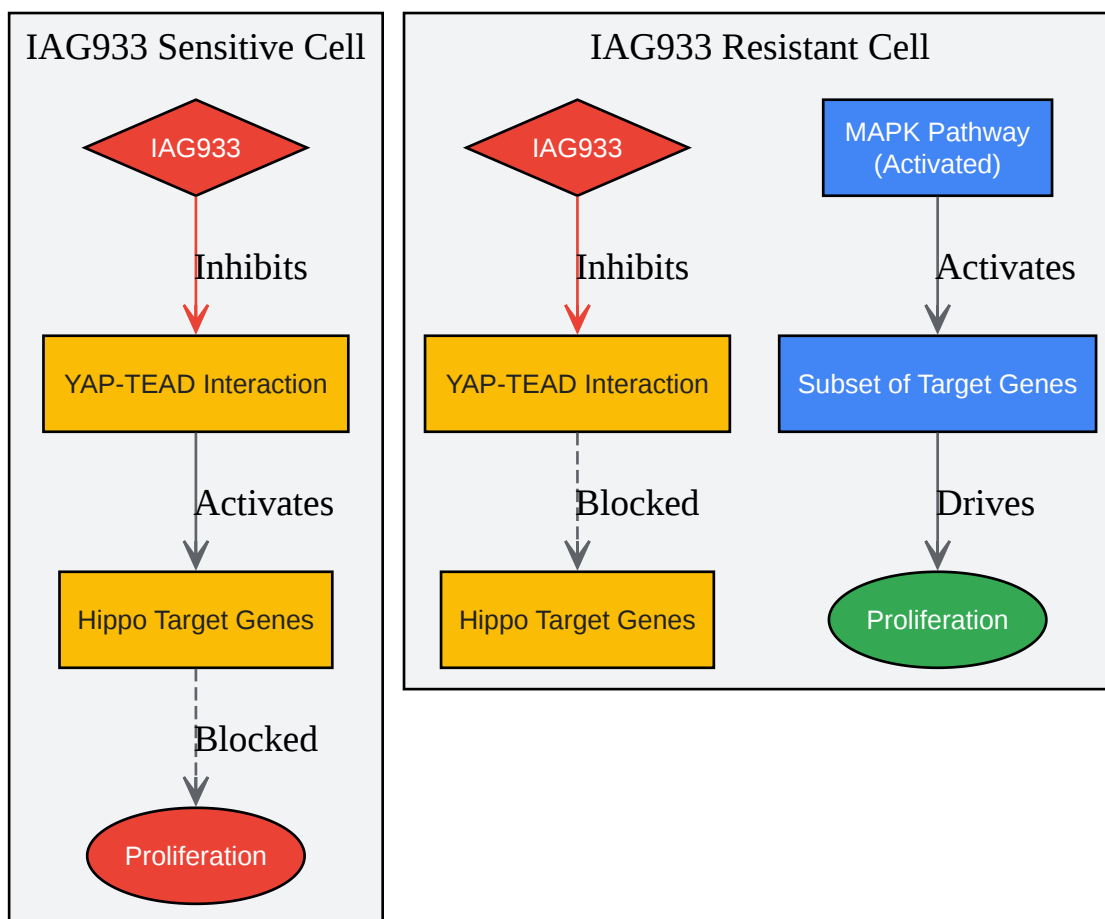 IAG933 Sensitive Cell
IAG933
Inhibits
YAP-TEAD Interaction
Activates
Hippo Target Genes
Blocked
Proliferation
IAG933 Resistant Cell
IAG933
Inhibits
YAP-TEAD Interaction
Blocked
Hippo Target Genes
MAPK Pathway
(Activated)
Activates
Subset of Target Genes
Drives
Proliferation